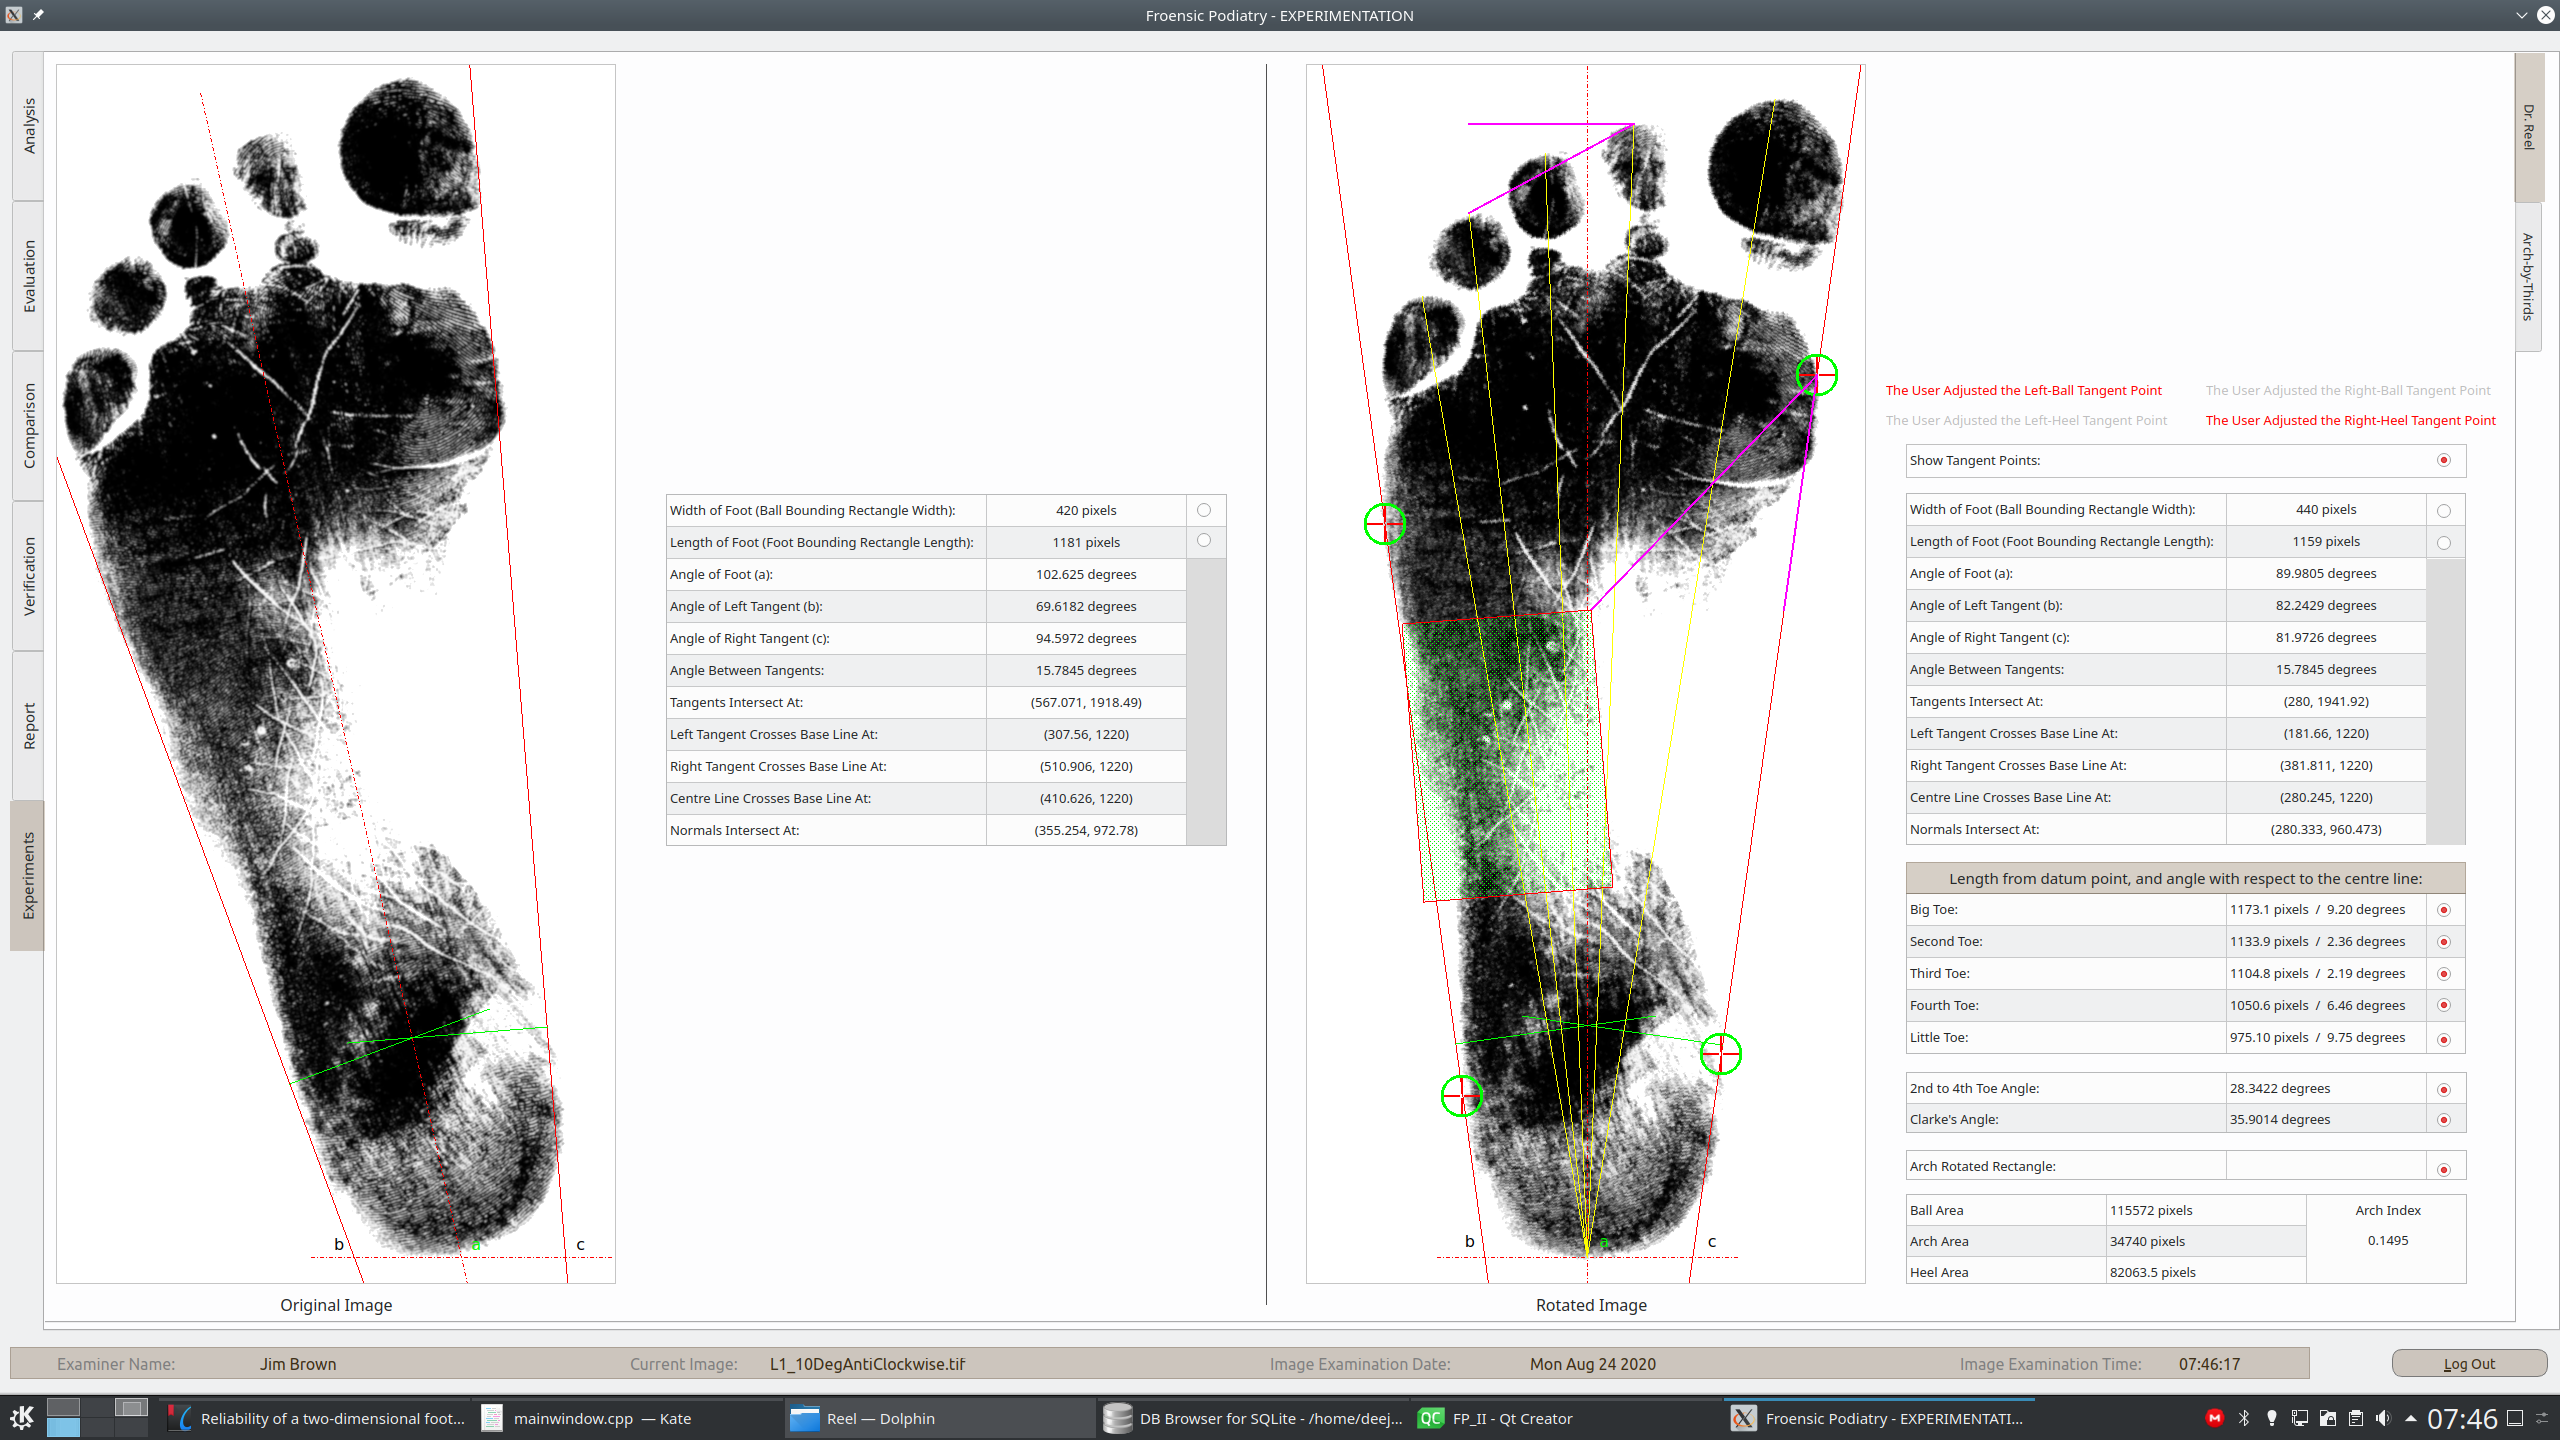 Froensic Podiatry - EXPERIMENTATION
Analysis
Evaluation
Comparison
Verification
Report
Experiments
b
a
c
Original Image
Width of Foot (Ball Bounding Rectangle Width): 420 pixels
Length of Foot (Foot Bounding Rectangle Length): 1181 pixels
Angle of Foot (a): 102.625 degrees
Angle of Left Tangent (b): 69.6182 degrees
Angle of Right Tangent (c): 94.5972 degrees
Angle Between Tangents: 15.7845 degrees
Tangents Intersect At: (567.071, 1918.49)
Left Tangent Crosses Base Line At: (307.56, 1220)
Right Tangent Crosses Base Line At: (510.906, 1220)
Centre Line Crosses Base Line At: (410.626, 1220)
Normals Intersect At: (355.254, 972.78)
b
a
c
Rotated Image
Dr. Reel
Arch-by-Thirds
The User Adjusted the Left-Ball Tangent Point The User Adjusted the Right-Ball Tangent Point
The User Adjusted the Left-Heel Tangent Point The User Adjusted the Right-Heel Tangent Point
Show Tangent Points:
Width of Foot (Ball Bounding Rectangle Width): 440 pixels
Length of Foot (Foot Bounding Rectangle Length): 1159 pixels
Angle of Foot (a): 89.9805 degrees
Angle of Left Tangent (b): 82.2429 degrees
Angle of Right Tangent (c): 81.9726 degrees
Angle Between Tangents: 15.7845 degrees
Tangents Intersect At: (280, 1941.92)
Left Tangent Crosses Base Line At: (181.66, 1220)
Right Tangent Crosses Base Line At: (381.811, 1220)
Centre Line Crosses Base Line At: (280.245, 1220)
Normals Intersect At: (280.333, 960.473)
Length from datum point, and angle with respect to the centre line:
Big Toe: 1173.1 pixels / 9.20 degrees
Second Toe: 1133.9 pixels / 2.36 degrees
Third Toe: 1104.8 pixels / 2.19 degrees
Fourth Toe: 1050.6 pixels / 6.46 degrees
Little Toe: 975.10 pixels / 9.75 degrees
2nd to 4th Toe Angle: 28.3422 degrees
Clarke's Angle: 35.9014 degrees
Arch Rotated Rectangle:
Ball Area 115572 pixels Arch Index
Arch Area 34740 pixels 0.1495
Heel Area 82063.5 pixels
Examiner Name: Jim Brown Current Image: L1_10DegAntiClockwise.tif Image Examination Date: Mon Aug 24 2020 Image Examination Time: 07:46:17 Log Out
Reliability of a two-dimensional foot... mainwindow.cpp — Kate Reel — Dolphin DB Browser for SQLite - /home/deej... QC FP_II - Qt Creator Froensic Podiatry - EXPERIMENTATI... 07:46